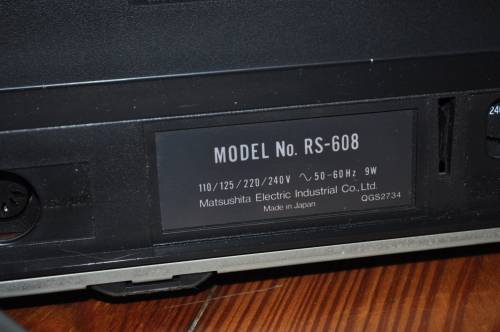 MODEL No. RS-608
110/125/220/240V ∿ 50-60Hz 9W
Matsushita Electric Industrial Co., Ltd.
Made in Japan QGS2734
240